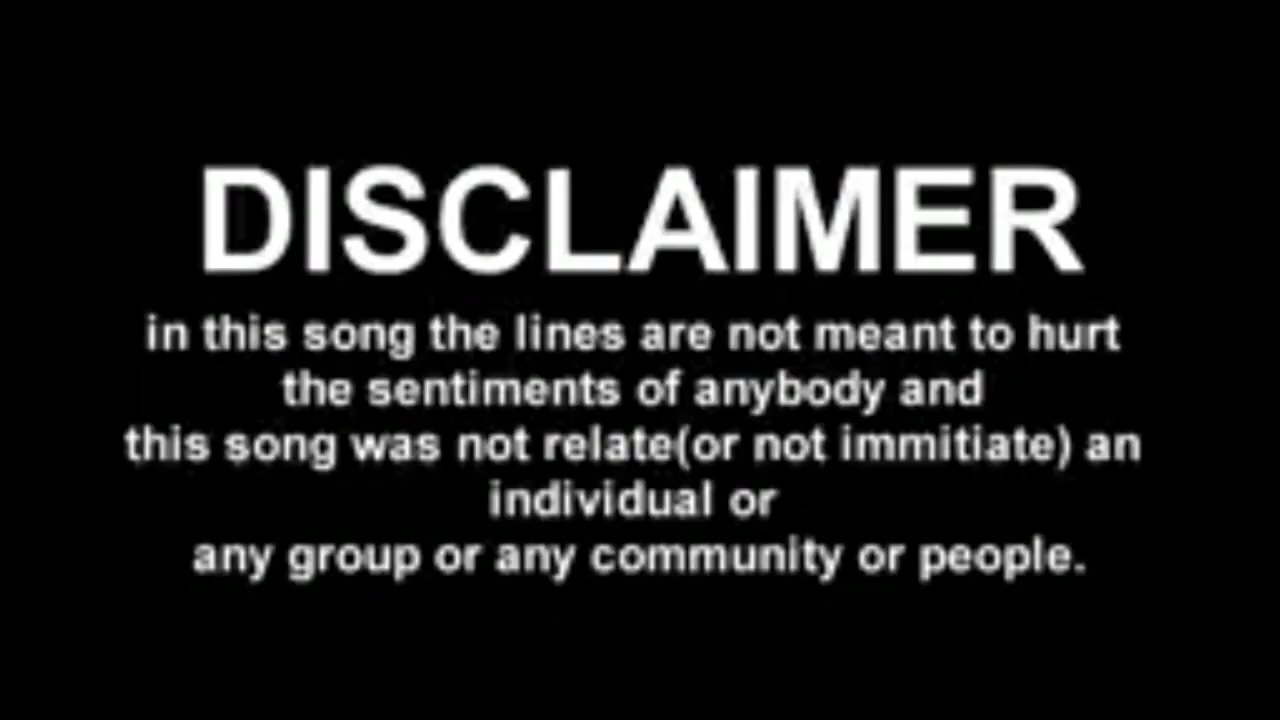 DISCLAIMER
in this song the lines are not meant to hurt
the sentiments of anybody and
this song was not relate(or not immitiate) an
individual or
any group or any community or people.